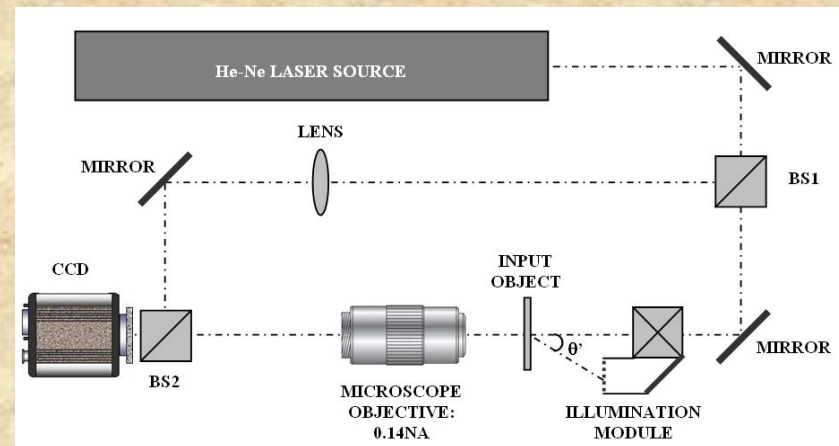 He-Ne LASER SOURCE
MIRROR
LENS
MIRROR
BS1
CCD
INPUT
OBJECT
θ'
BS2
MICROSCOPE
OBJECTIVE:
0.14NA
ILLUMINATION
MODULE
MIRROR